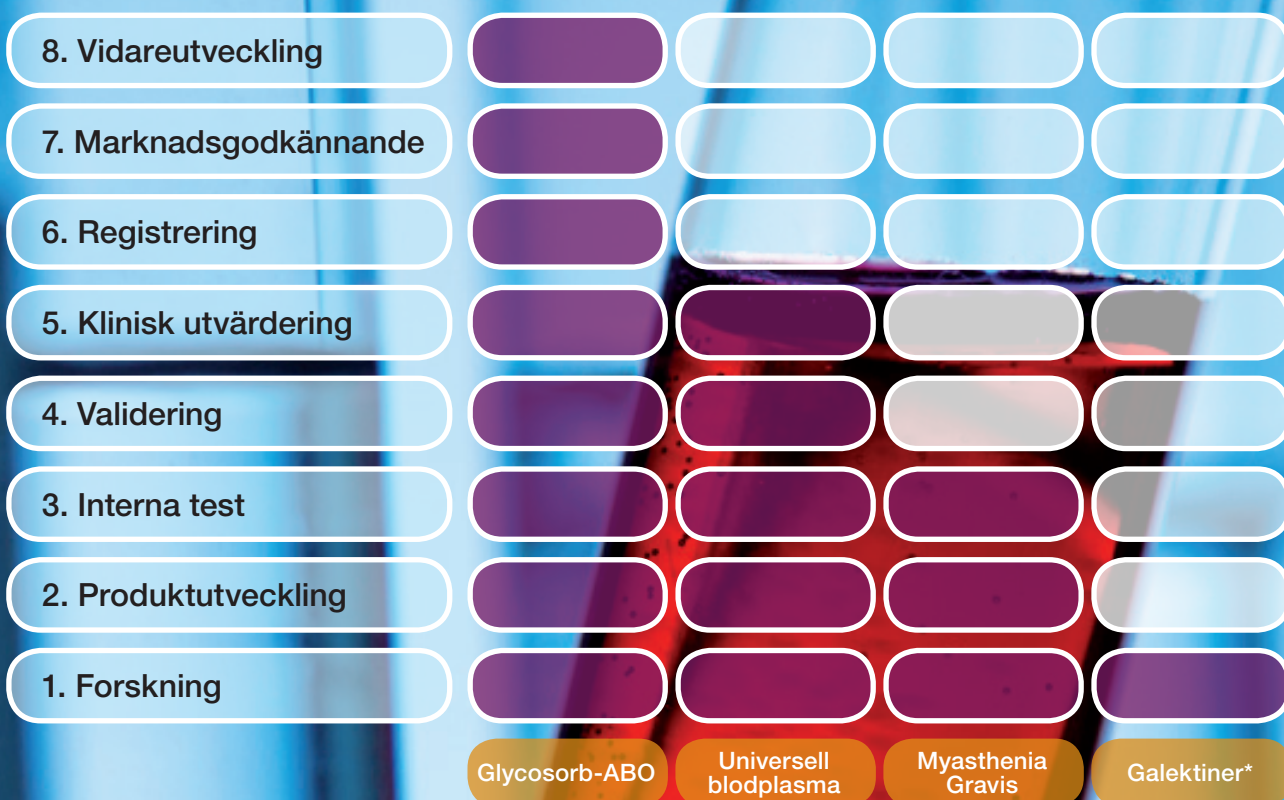 8. Vidareutveckling
7. Marknadsgodkännande
6. Registrering
5. Klinisk utvärdering
4. Validering
3. Interna test
2. Produktutveckling
1. Forskning
Glycosorb-ABO
Universell
blodplasma
Myasthenia
Gravis
Galektiner*